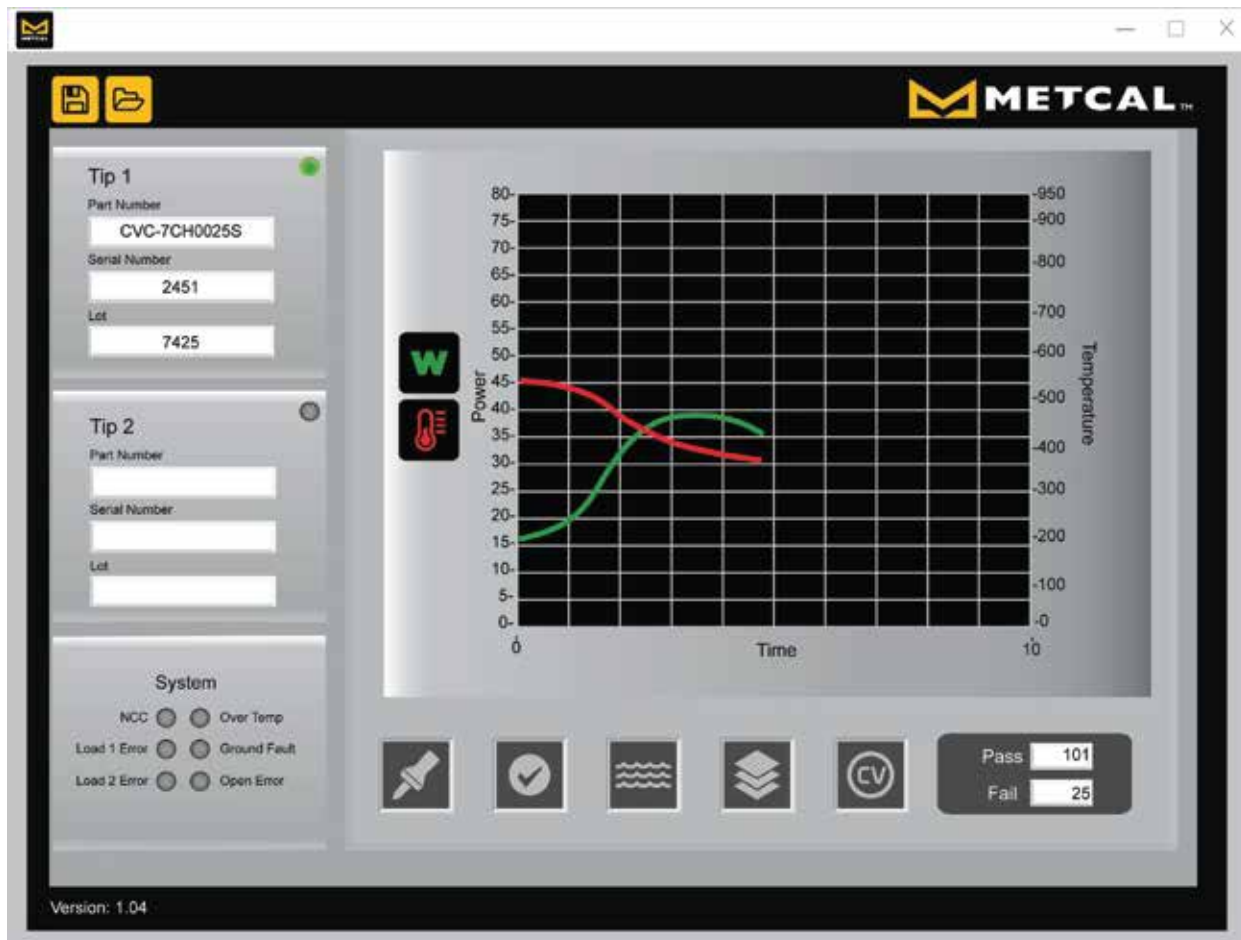 METCAL
METCAL™
Tip 1
Part Number
CVC-7CH0025S
Serial Number
2451
Lot
7425
Tip 2
Part Number
Serial Number
Lot
System
NCC Over Temp
Load 1 Error Ground Fault
Load 2 Error Open Error
W
Power
80-
75-
70-
65-
60-
55-
50-
45-
40-
35-
30-
25-
20-
15-
10-
5-
0-
-950
-900
-800
-700
-600
-500
-400
-300
-200
-100
-0
Temperature
0 Time 10
CV
Pass 101
Fail 25
Version: 1.04